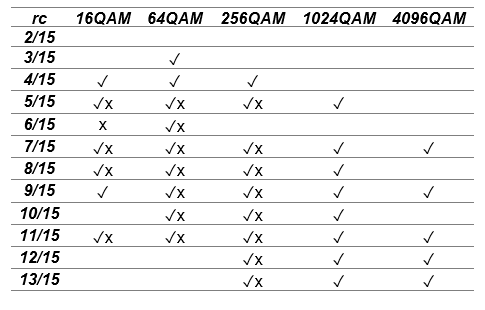 rc 16QAM 64QAM 256QAM 1024QAM 4096QAM
2/15
3/15 ✓
4/15 ✓ ✓ ✓
5/15 ✓x ✓x ✓x ✓
6/15 x ✓x
7/15 ✓x ✓x ✓x ✓ ✓
8/15 ✓x ✓x ✓x ✓
9/15 ✓ ✓x ✓x ✓ ✓
10/15 ✓x ✓x ✓
11/15 ✓x ✓x ✓x ✓ ✓
12/15 ✓x ✓ ✓
13/15 ✓x ✓ ✓